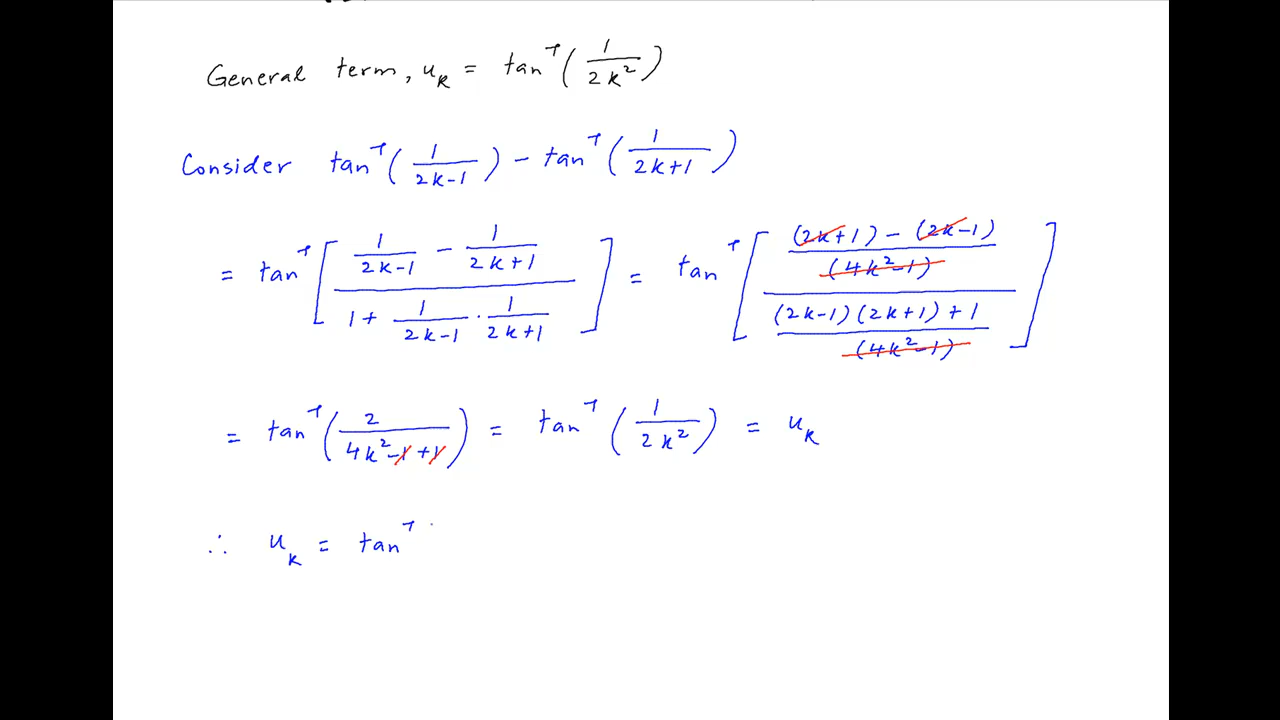 General term, u_k = tan⁻¹(1/2k²)
Consider tan⁻¹(1/2k-1) - tan⁻¹(1/2k+1)
= tan⁻¹[(1/2k-1 - 1/2k+1)/(1 + 1/2k-1 · 1/2k+1)] = tan⁻¹[((2k+1) - (2k-1)/(4k²-1))/((2k-1)(2k+1)+1/(4k²-1))]
= tan⁻¹(2/4k²-1+1) = tan⁻¹(1/2k²) = u_k
∴ u_k = tan⁻¹